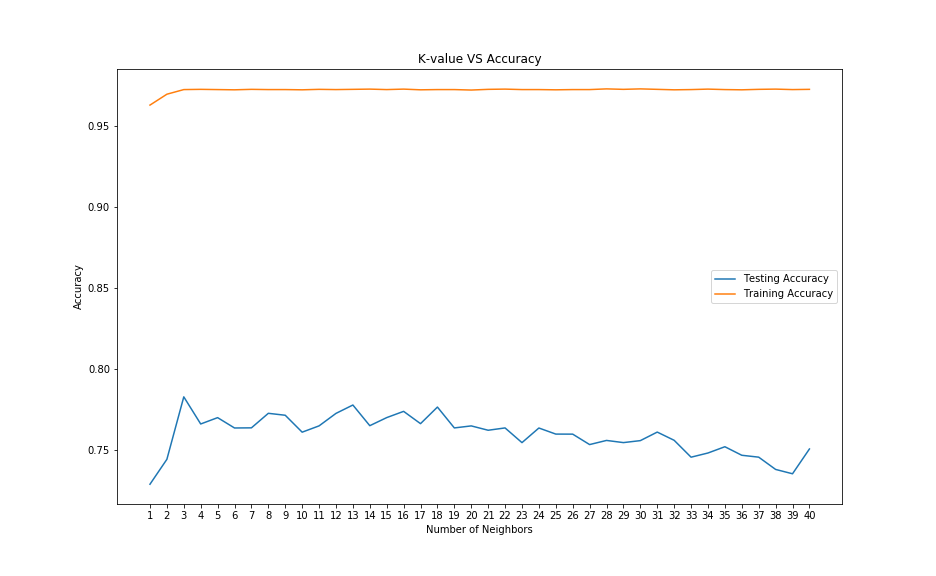 K-value VS Accuracy
0.95
0.90
0.85
0.80
0.75
Accuracy
Testing Accuracy
Training Accuracy
1 2 3 4 5 6 7 8 9 10 11 12 13 14 15 16 17 18 19 20 21 22 23 24 25 26 27 28 29 30 31 32 33 34 35 36 37 38 39 40
Number of Neighbors